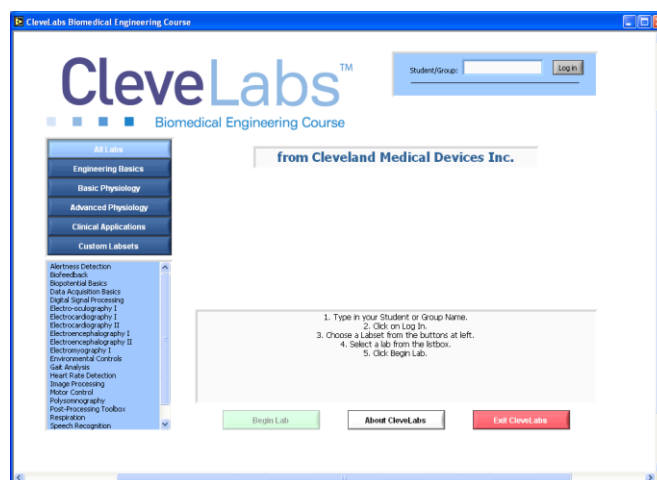 CleveLabs Biomedical Engineering Course
CleveLabs™
Biomedical Engineering Course
Student/Group:
Log in
from Cleveland Medical Devices Inc.
All Labs
Engineering Basics
Basic Physiology
Advanced Physiology
Clinical Applications
Custom Labsets
Alertness Detection
Biofeedback
Biopotential Basics
Data Acquisition Basics
Digital Signal Processing
Electro-oculography I
Electrocardiography I
Electrocardiography II
Electroencephalography I
Electroencephalography II
Electromyography I
Environmental Controls
Gait Analysis
Heart Rate Detection
Image Processing
Motor Control
Polysomnography
Post-Processing Toolbox
Respiration
Speech Recognition
1. Type in your Student or Group Name.
2. Click on Log In.
3. Choose a Labset from the buttons at left.
4. Select a lab from the listbox.
5. Click Begin Lab.
Begin Lab
About CleveLabs
Exit CleveLabs